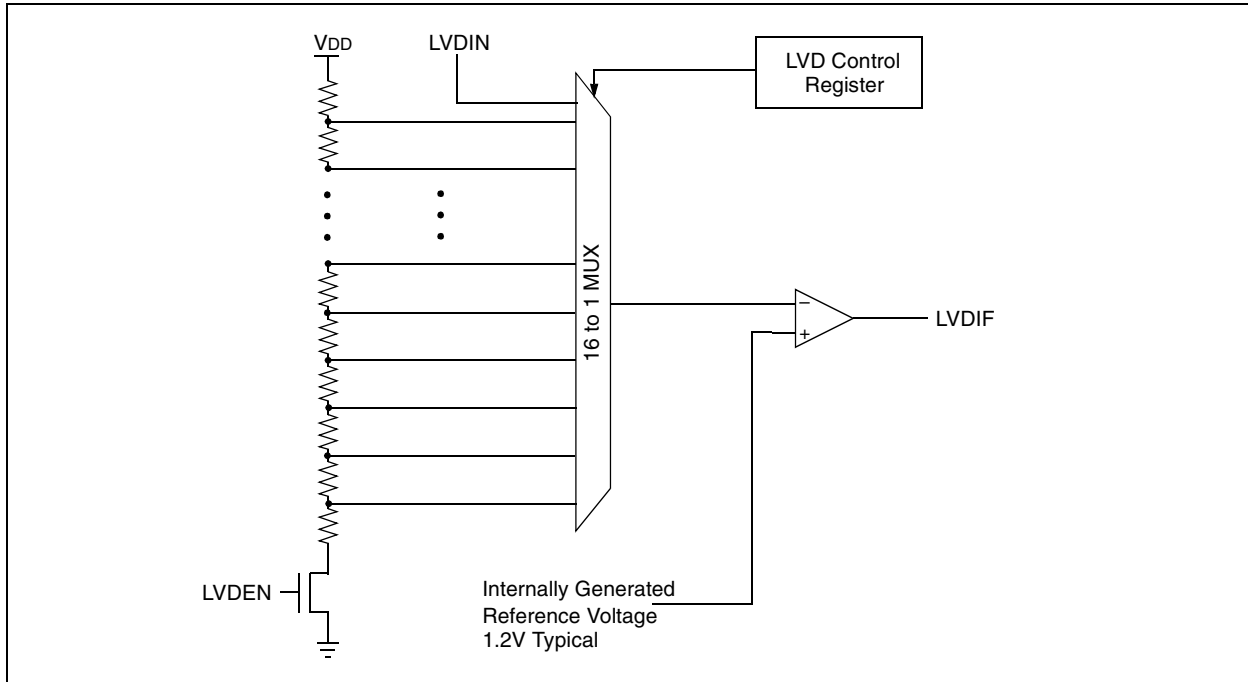 VDD
LVDIN
LVD Control
Register
16 to 1 MUX
–
+
LVDIF
LVDEN
Internally Generated
Reference Voltage
1.2V Typical